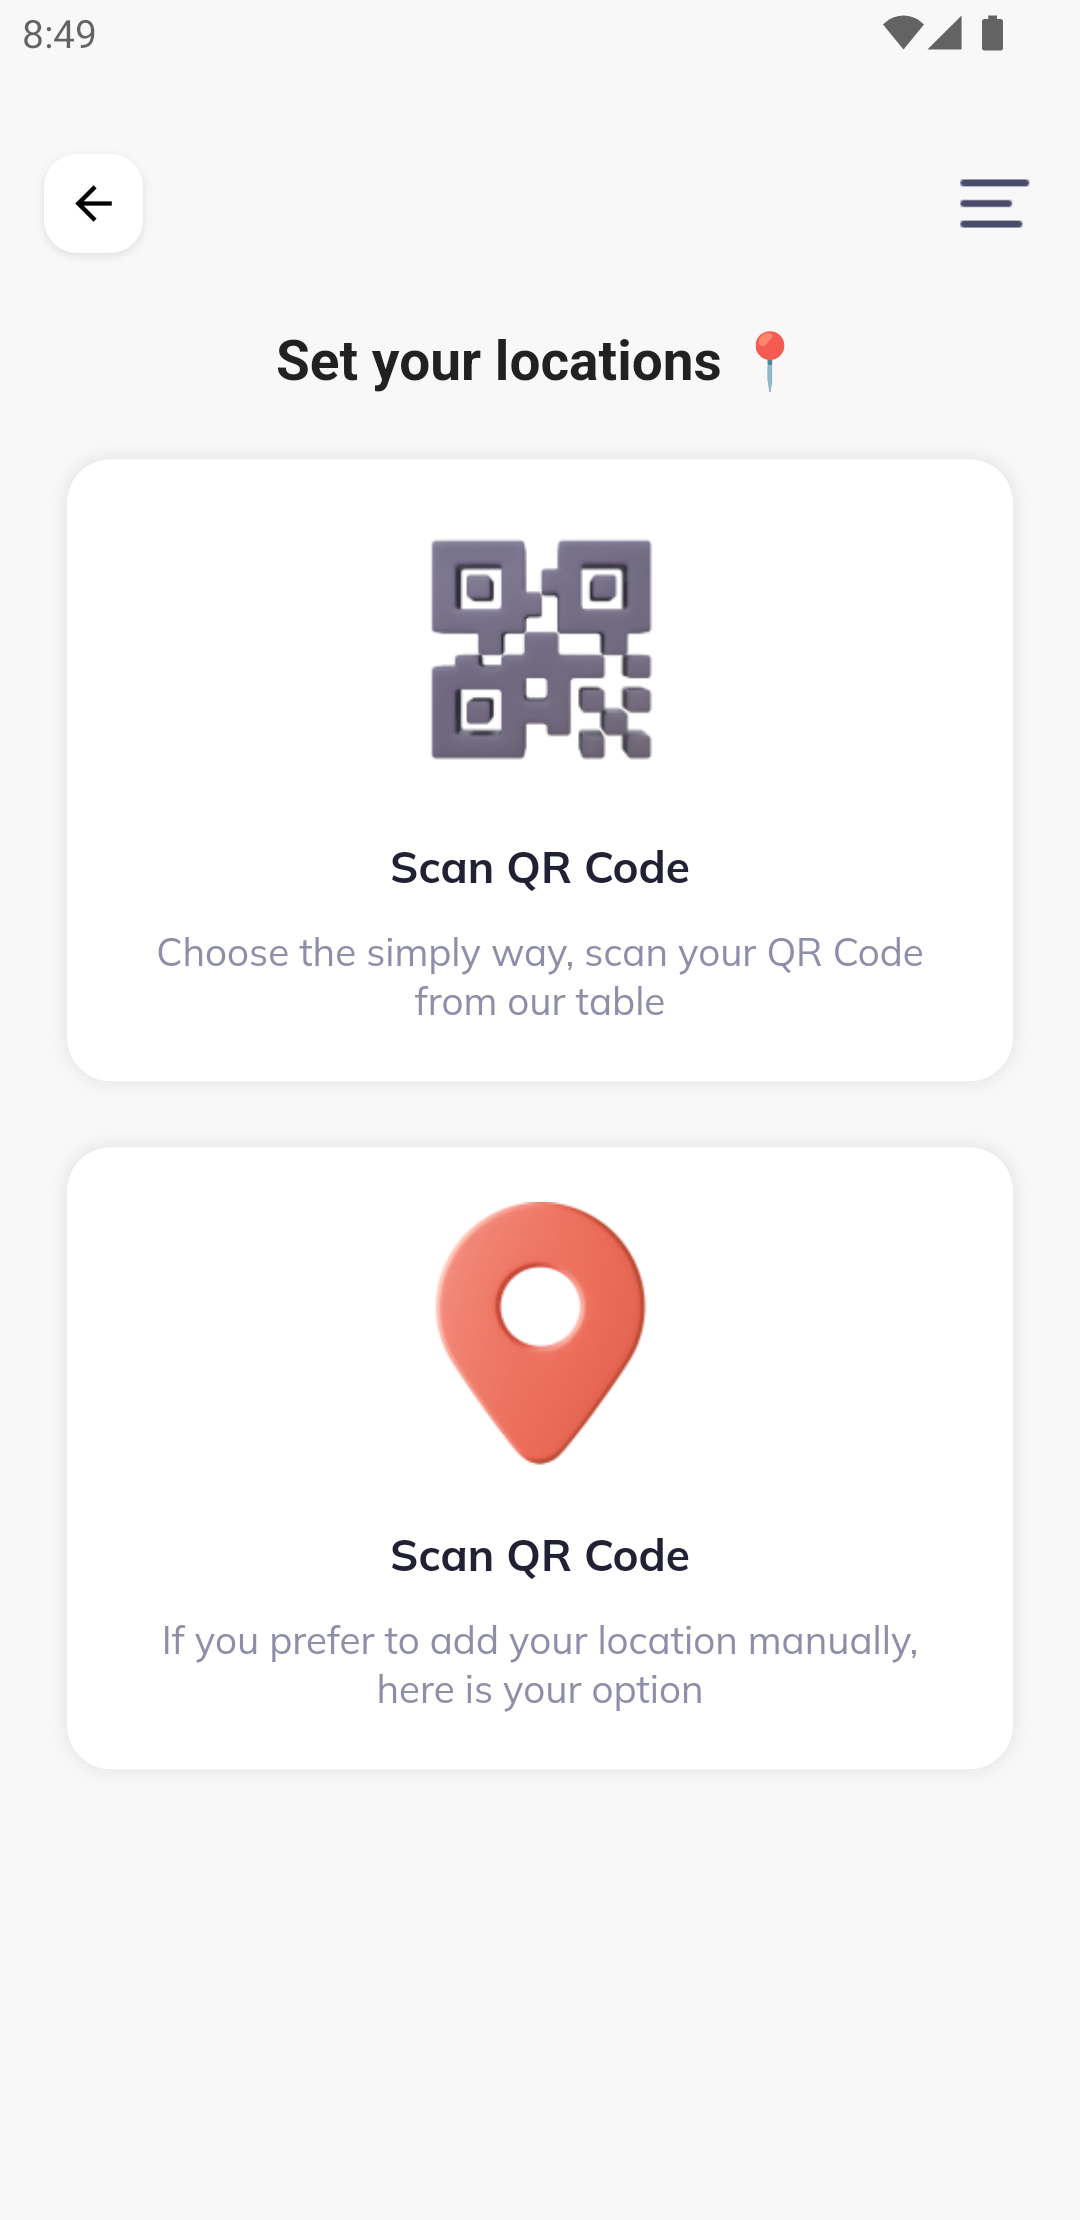 8:49
Set your locations 📍
Scan QR Code
Choose the simply way, scan your QR Code
from our table
Scan QR Code
If you prefer to add your location manually,
here is your option